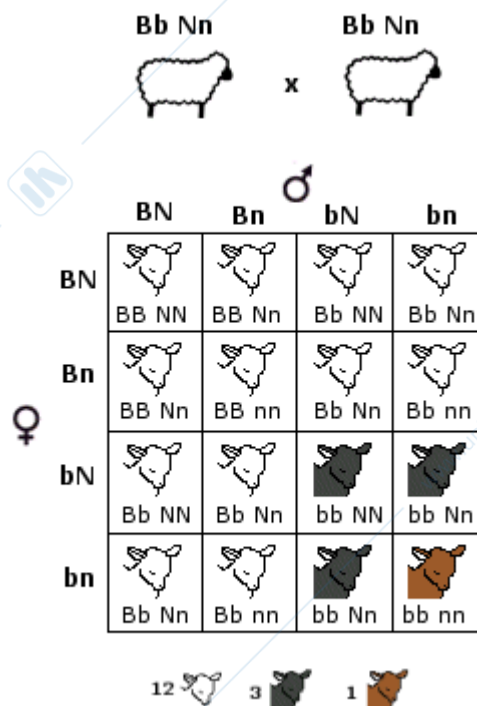 Bb Nn Bb Nn
x
♂
BN Bn bN bn
BN
BB NN BB Nn Bb NN Bb Nn
Bn
BB Nn BB nn Bb Nn Bb nn
♀
bN
Bb NN Bb Nn bb NN bb Nn
bn
Bb Nn Bb nn bb Nn bb nn
12 3 1